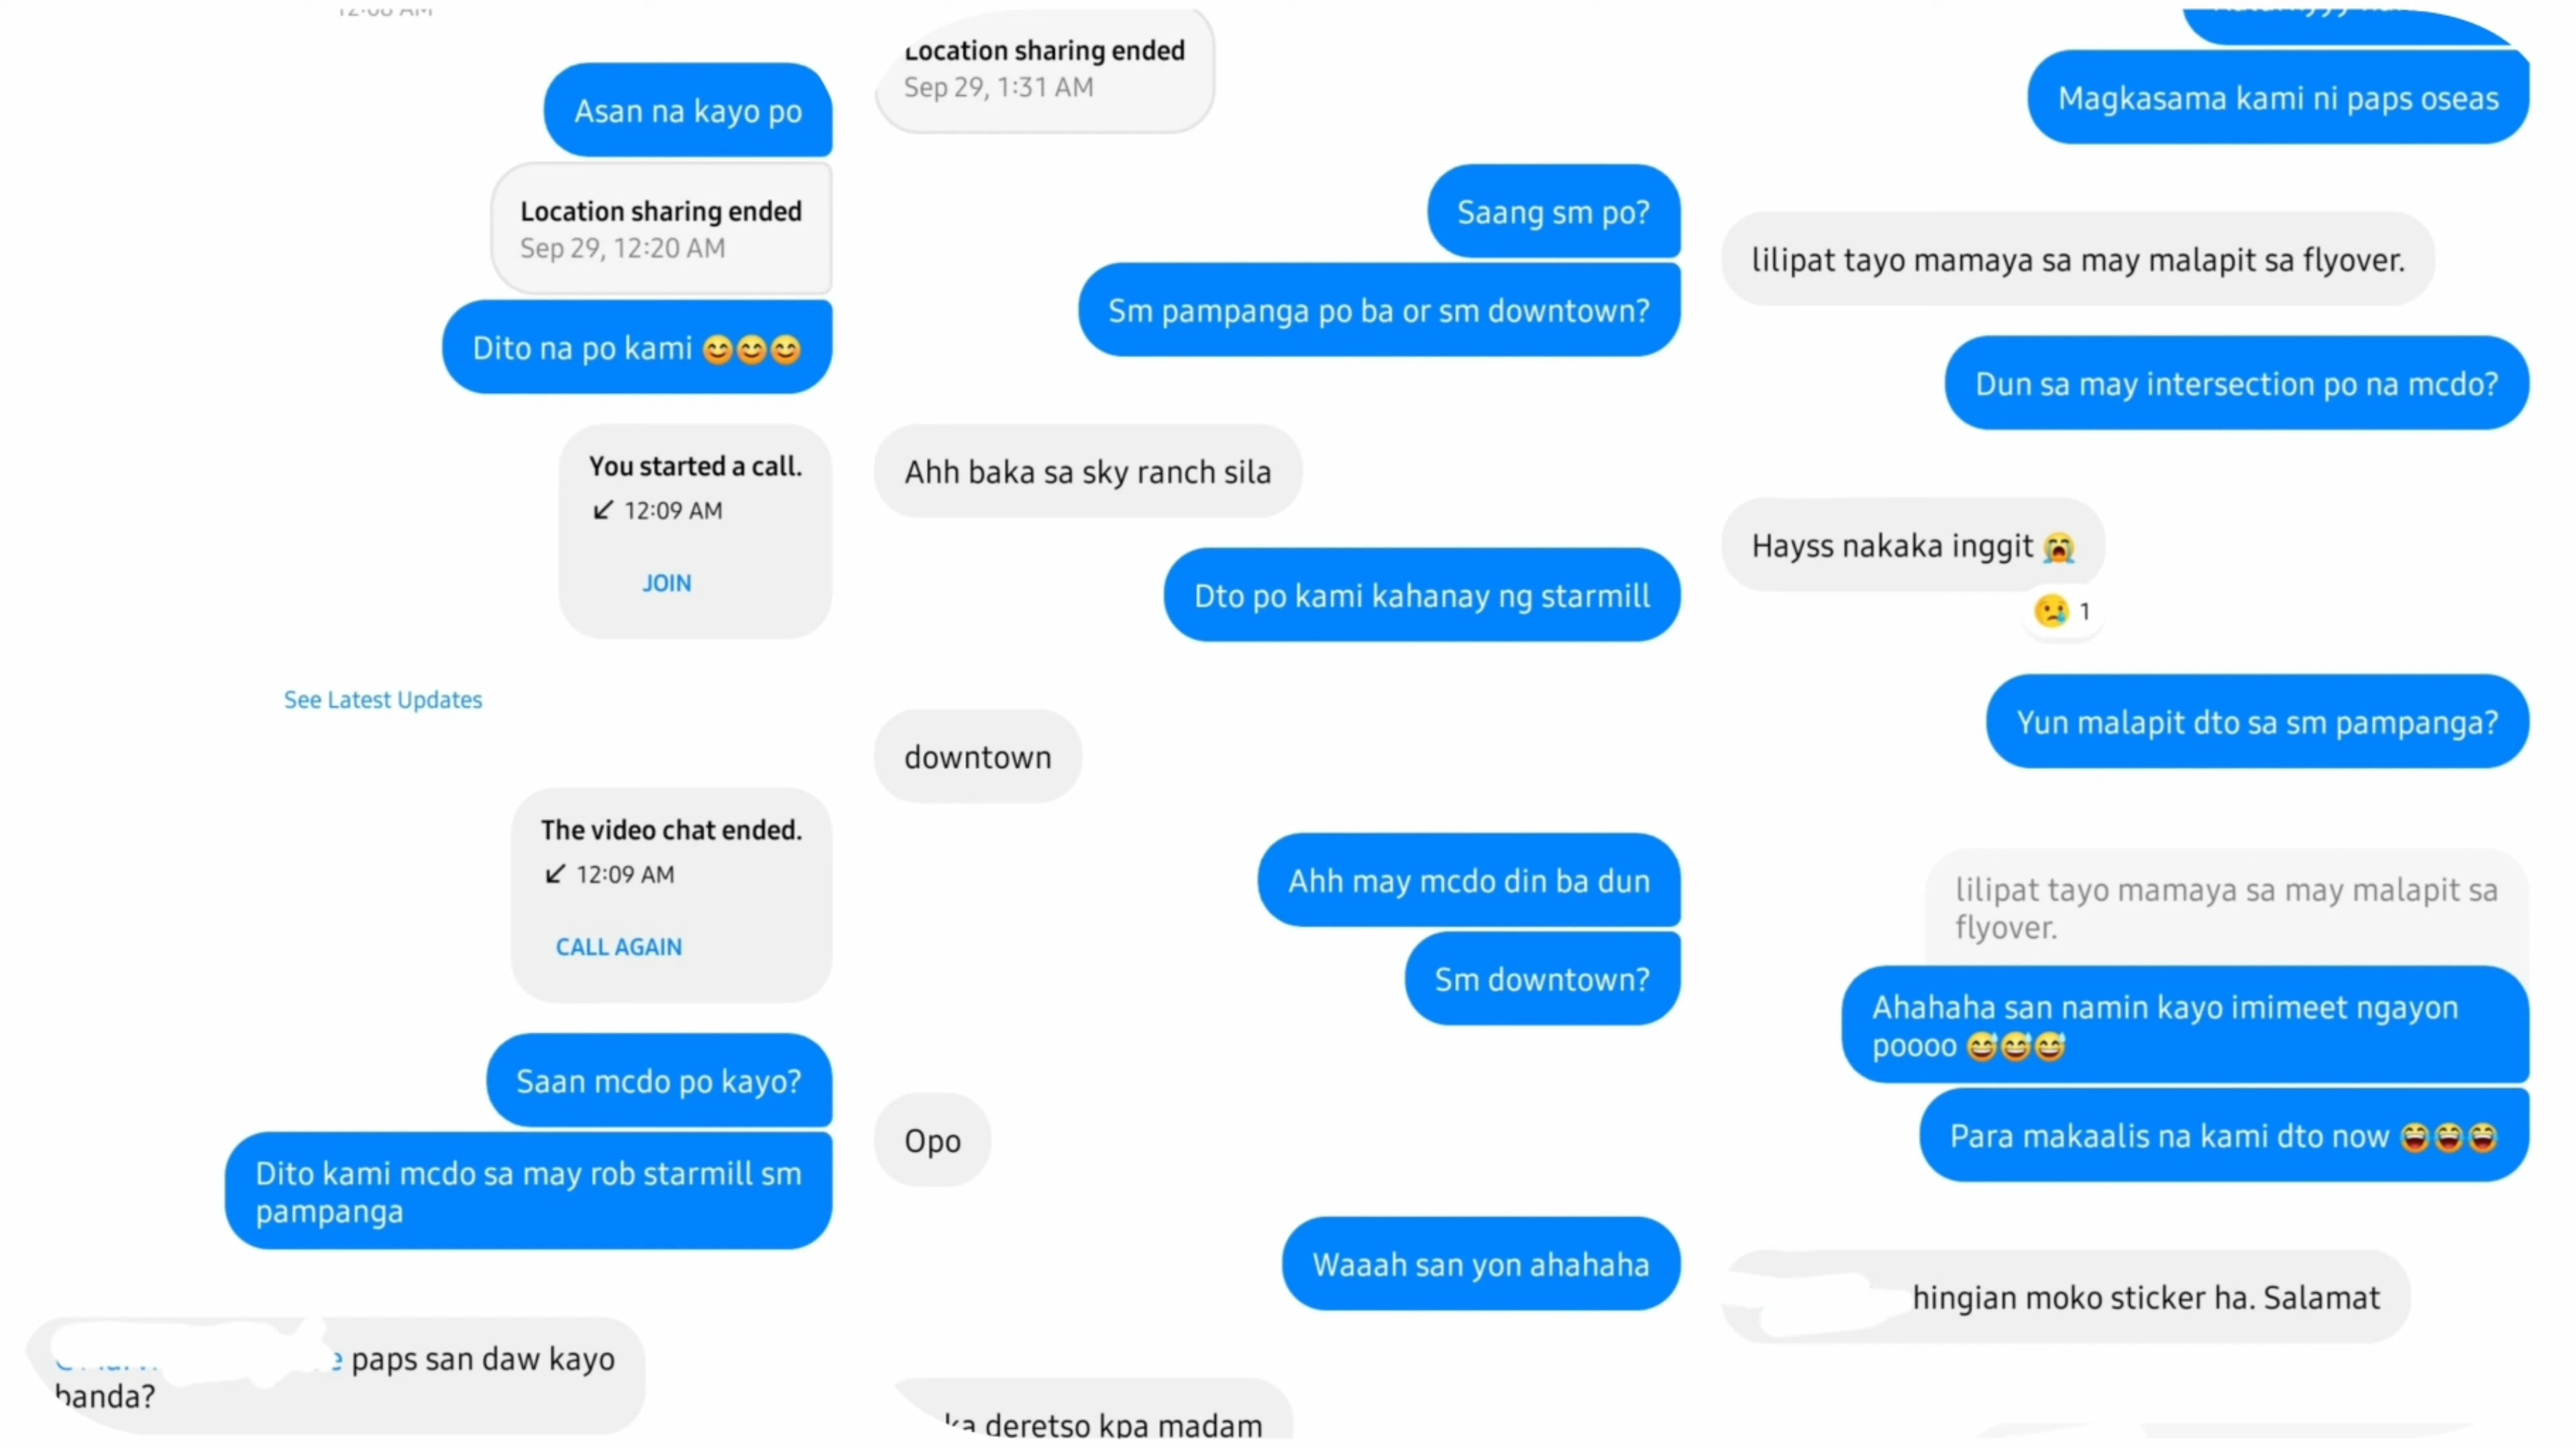 12:08 AM
Asan na kayo po
Location sharing ended
Sep 29, 12:20 AM
Dito na po kami 😊😊😊
You started a call.
↙ 12:09 AM
JOIN
See Latest Updates
The video chat ended.
↙ 12:09 AM
CALL AGAIN
Saan mcdo po kayo?
Dito kami mcdo sa may rob starmill sm
pampanga
paps san daw kayo
banda?
Location sharing ended
Sep 29, 1:31 AM
Saang sm po?
Sm pampanga po ba or sm downtown?
Ahh baka sa sky ranch sila
Dto po kami kahanay ng starmill
downtown
Ahh may mcdo din ba dun
Sm downtown?
Opo
Waaah san yon ahahaha
deretso kpa madam
Magkasama kami ni paps oseas
lilipat tayo mamaya sa may malapit sa flyover.
Dun sa may intersection po na mcdo?
Hayss nakaka inggit 😭
😢 1
Yun malapit dto sa sm pampanga?
lilipat tayo mamaya sa may malapit sa
flyover.
Ahahaha san namin kayo imimeet ngayon
poooo 😅😅😅
Para makaalis na kami dto now 😂😂😂
hingian moko sticker ha. Salamat